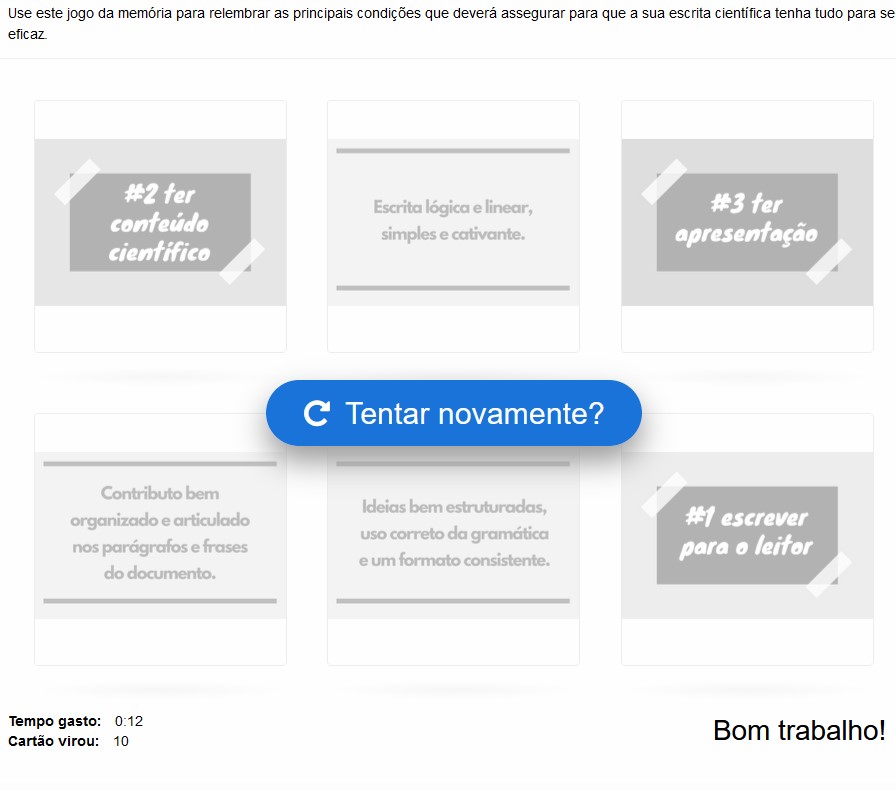 Use este jogo da memória para relembrar as principais condições que deverá assegurar para que a sua escrita científica tenha tudo para se
eficaz.
#2 ter
conteúdo
científico
Escrita lógica e linear,
simples e cativante.
#3 ter
apresentação
Tentar novamente?
Contributo bem
organizado e articulado
nos parágrafos e frases
do documento.
Ideias bem estruturadas,
uso correto da gramática
e um formato consistente.
#1 escrever
para o leitor
Tempo gasto: 0:12
Cartão virou: 10
Bom trabalho!